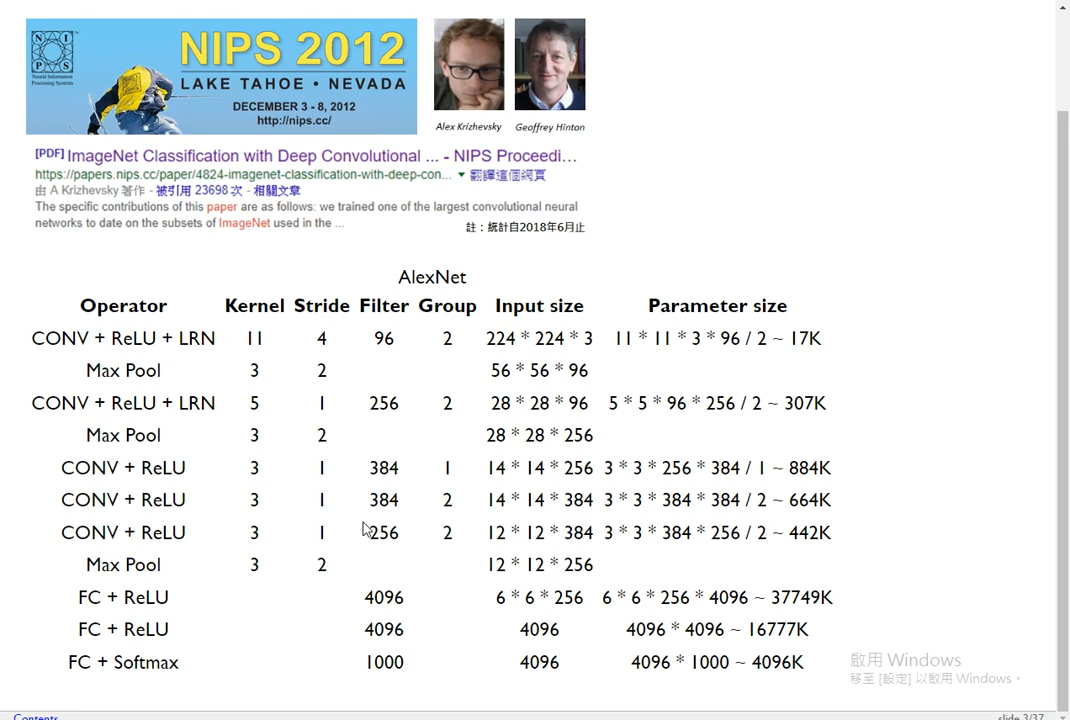 N I
P S
Neural Information
Processing Systems
NIPS 2012
LAKE TAHOE • NEVADA
DECEMBER 3 - 8, 2012
http://nips.cc/
Alex Krizhevsky Geoffrey Hinton
[PDF] ImageNet Classification with Deep Convolutional ... - NIPS Proceedi...
https://papers.nips.cc/paper/4824-imagenet-classification-with-deep-con... ▼ 翻譯這個網頁
由 A Krizhevsky 著作 - 被引用 23698 次 - 相關文章
The specific contributions of this paper are as follows: we trained one of the largest convolutional neural
networks to date on the subsets of ImageNet used in the ...
註：統計自2018年6月止
AlexNet
Operator Kernel Stride Filter Group Input size Parameter size
CONV + ReLU + LRN 11 4 96 2 224 * 224 * 3 11 * 11 * 3 * 96 / 2 ~ 17K
Max Pool 3 2 56 * 56 * 96
CONV + ReLU + LRN 5 1 256 2 28 * 28 * 96 5 * 5 * 96 * 256 / 2 ~ 307K
Max Pool 3 2 28 * 28 * 256
CONV + ReLU 3 1 384 1 14 * 14 * 256 3 * 3 * 256 * 384 / 1 ~ 884K
CONV + ReLU 3 1 384 2 14 * 14 * 384 3 * 3 * 384 * 384 / 2 ~ 664K
CONV + ReLU 3 1 256 2 12 * 12 * 384 3 * 3 * 384 * 256 / 2 ~ 442K
Max Pool 3 2 12 * 12 * 256
FC + ReLU 4096 6 * 6 * 256 6 * 6 * 256 * 4096 ~ 37749K
FC + ReLU 4096 4096 4096 * 4096 ~ 16777K
FC + Softmax 1000 4096 4096 * 1000 ~ 4096K
啟用 Windows
移至 [設定] 以啟用 Windows。
Contents slide 3/37